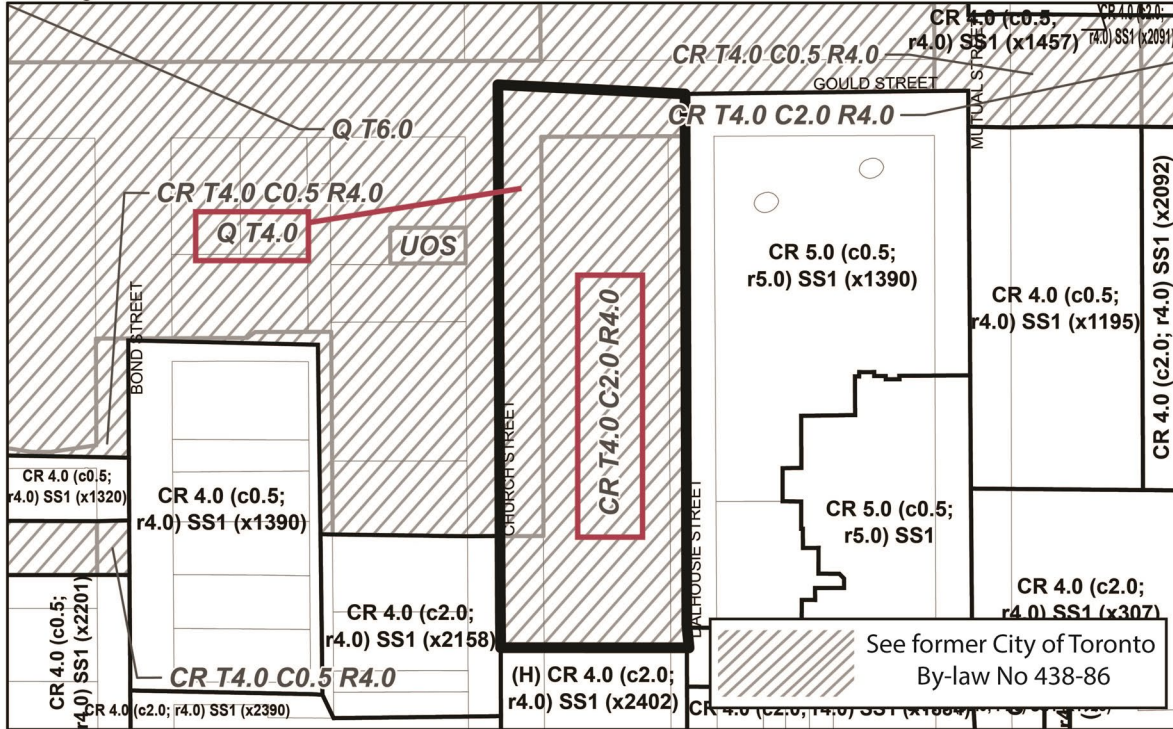 CR 4.0 (c0.5;
r4.0) SS1 (x1457)
r4.0) SS1 (x2091)
CR T4.0 C0.5 R4.0
GOULD STREET
MUTUAL STREET
CR T4.0 C2.0 R4.0
Q T6.0
CR T4.0 C0.5 R4.0
Q T4.0
UOS
CR T4.0 C2.0 R4.0
CR 5.0 (c0.5;
r5.0) SS1 (x1390)
CR 4.0 (c0.5;
r4.0) SS1 (x1195)
CR 4.0 (c2.0; r4.0) SS1 (x2092)
BOND STREET
CHURCH STREET
DALHOUSIE STREET
CR 4.0 (c0.5;
r4.0) SS1 (x1320)
CR 4.0 (c0.5;
r4.0) SS1 (x1390)
CR 5.0 (c0.5;
r5.0) SS1
CR 4.0 (c0.5;
r4.0) SS1 (x2201)
CR 4.0 (c2.0;
r4.0) SS1 (x2158)
CR 4.0 (c2.0;
r4.0) SS1 (x307)
CR T4.0 C0.5 R4.0
CR 4.0 (c2.0; r4.0) SS1 (x2390)
(H) CR 4.0 (c2.0;
r4.0) SS1 (x2402)
See former City of Toronto
By-law No 438-86